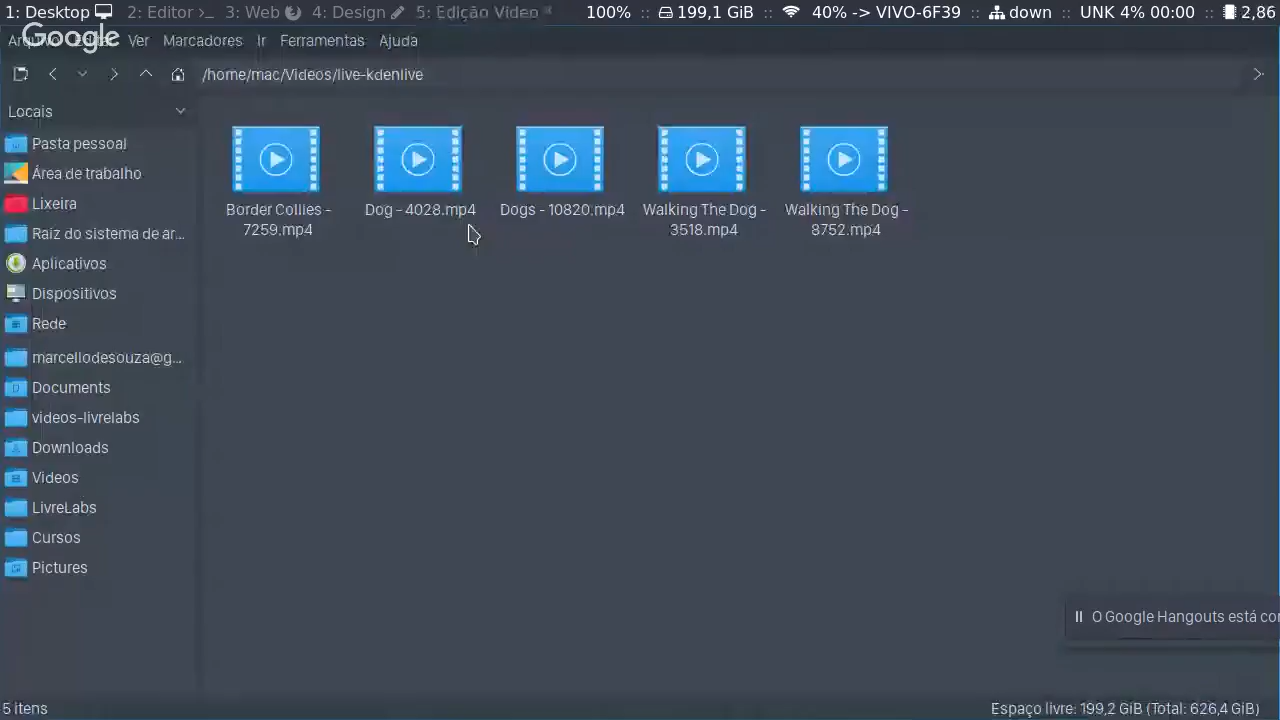 1: Desktop 2: Editor 3: Web 4: Design 5: Edição Video 100% :: 199,1 GiB :: 40% -> VIVO-6F39 :: down :: UNK 4% 00:00 :: 2,86
Google
Arquivo Editar Ver Marcadores Ir Ferramentas Ajuda
/home/mac/Videos/live-kdenlive
Locais
Pasta pessoal
Área de trabalho
Lixeira
Raiz do sistema de ar...
Aplicativos
Dispositivos
Rede
marcellodesouza@g...
Documents
videos-livrelabs
Downloads
Videos
LivreLabs
Cursos
Pictures
Border Collies -
7259.mp4
Dog - 4028.mp4
Dogs - 10820.mp4
Walking The Dog -
3518.mp4
Walking The Dog -
8752.mp4
O Google Hangouts está co
5 itens
Espaço livre: 199,2 GiB (Total: 626,4 GiB)